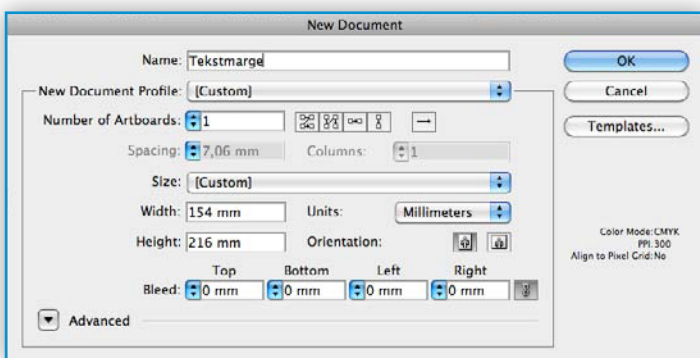 New Document
Name: Tekstmarge
OK
New Document Profile: [Custom]
Cancel
Number of Artboards: 1
Templates...
Spacing: 7,06 mm Columns: 1
Size: [Custom]
Width: 154 mm Units: Millimeters
Height: 216 mm Orientation:
Color Mode:CMYK
PPI:300
Align to Pixel Grid:No
Top Bottom Left Right
Bleed: 0 mm 0 mm 0 mm 0 mm
Advanced